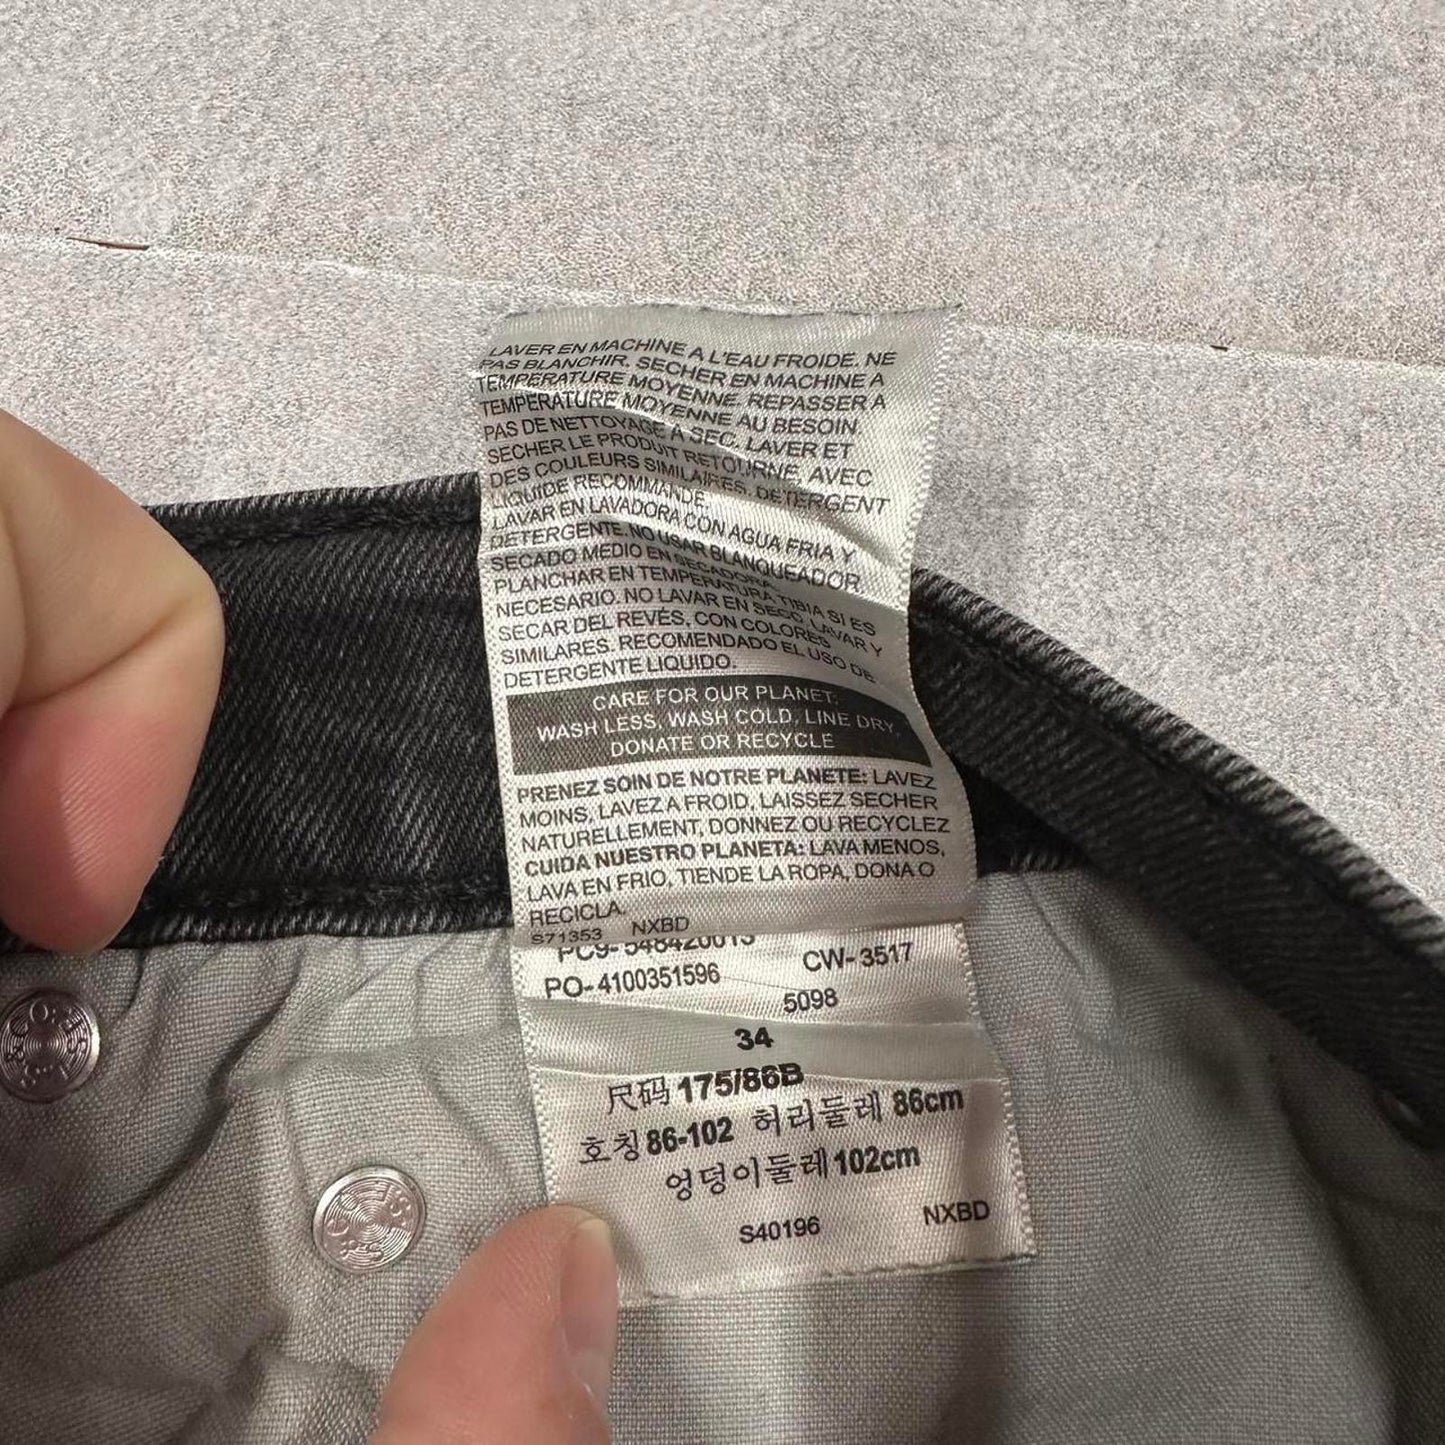 LAVER EN MACHINE A L'EAU FROIDE. NE
PAS BLANCHIR. SECHER EN MACHINE A
TEMPERATURE MOYENNE. REPASSER A
TEMPERATURE MOYENNE AU BESOIN.
PAS DE NETTOYAGE A SEC. LAVER ET
SECHER LE PRODUIT RETOURNE, AVEC
DES COULEURS SIMILAIRES. DETERGENT
LIQUIDE RECOMMANDE.
LAVAR EN LAVADORA CON AGUA FRIA Y
DETERGENTE. NO USAR BLANQUEADOR
SECADO MEDIO EN SECADORA.
PLANCHAR EN TEMPERATURA TIBIA SI ES
NECESARIO. NO LAVAR EN SECO. LAVAR Y
SECAR DEL REVÉS, CON COLORES
SIMILARES. RECOMENDADO EL USO DE
DETERGENTE LIQUIDO.
CARE FOR OUR PLANET:
WASH LESS, WASH COLD, LINE DRY,
DONATE OR RECYCLE
PRENEZ SOIN DE NOTRE PLANETE: LAVEZ
MOINS, LAVEZ A FROID, LAISSEZ SECHER
NATURELLEMENT, DONNEZ OU RECYCLEZ
CUIDA NUESTRO PLANETA: LAVA MENOS,
LAVA EN FRIO, TIENDE LA ROPA, DONA O
RECICLA.
S71353 NXBD
PC9-548420015
PO-4100351596 CW-3517
5098
34
尺码 175/86B
호칭 86-102 허리둘레 86cm
엉덩이둘레 102cm
S40196 NXBD